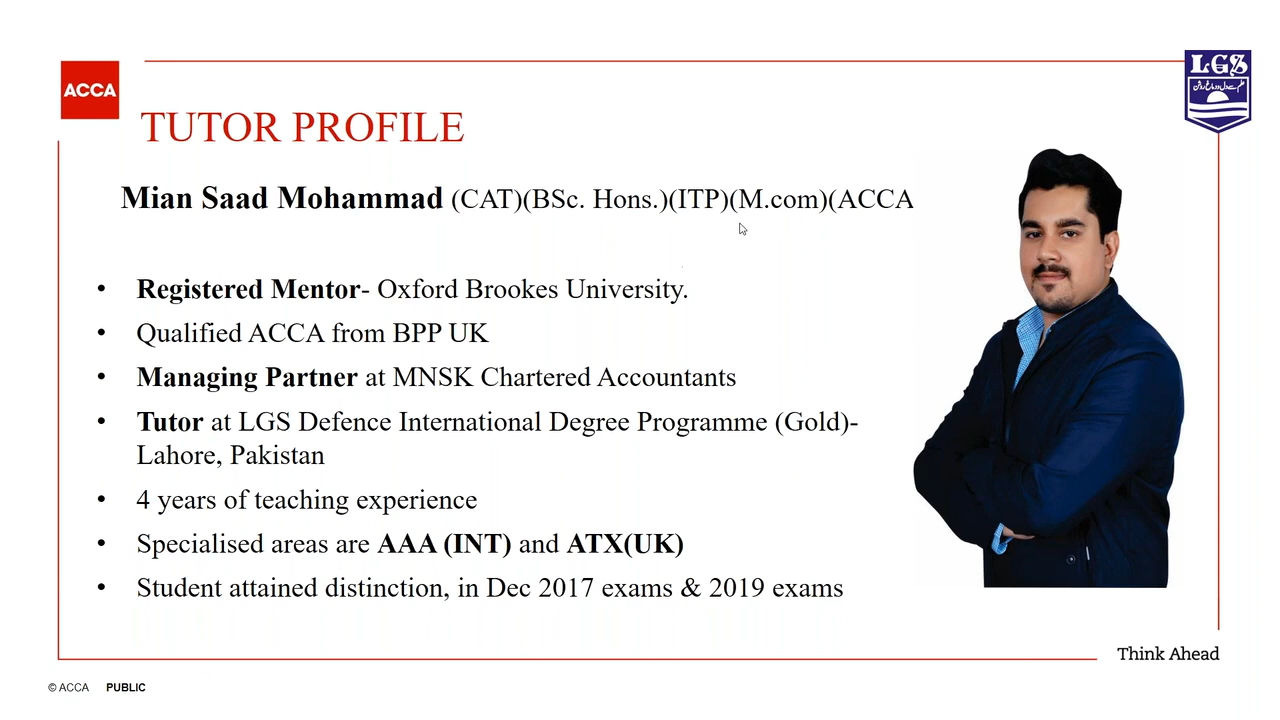 ACCA
LGS
TUTOR PROFILE
Mian Saad Mohammad (CAT)(BSc. Hons.)(ITP)(M.com)(ACCA
• Registered Mentor- Oxford Brookes University.
• Qualified ACCA from BPP UK
• Managing Partner at MNSK Chartered Accountants
• Tutor at LGS Defence International Degree Programme (Gold)-
Lahore, Pakistan
• 4 years of teaching experience
• Specialised areas are AAA (INT) and ATX(UK)
• Student attained distinction, in Dec 2017 exams & 2019 exams
Think Ahead
© ACCA PUBLIC